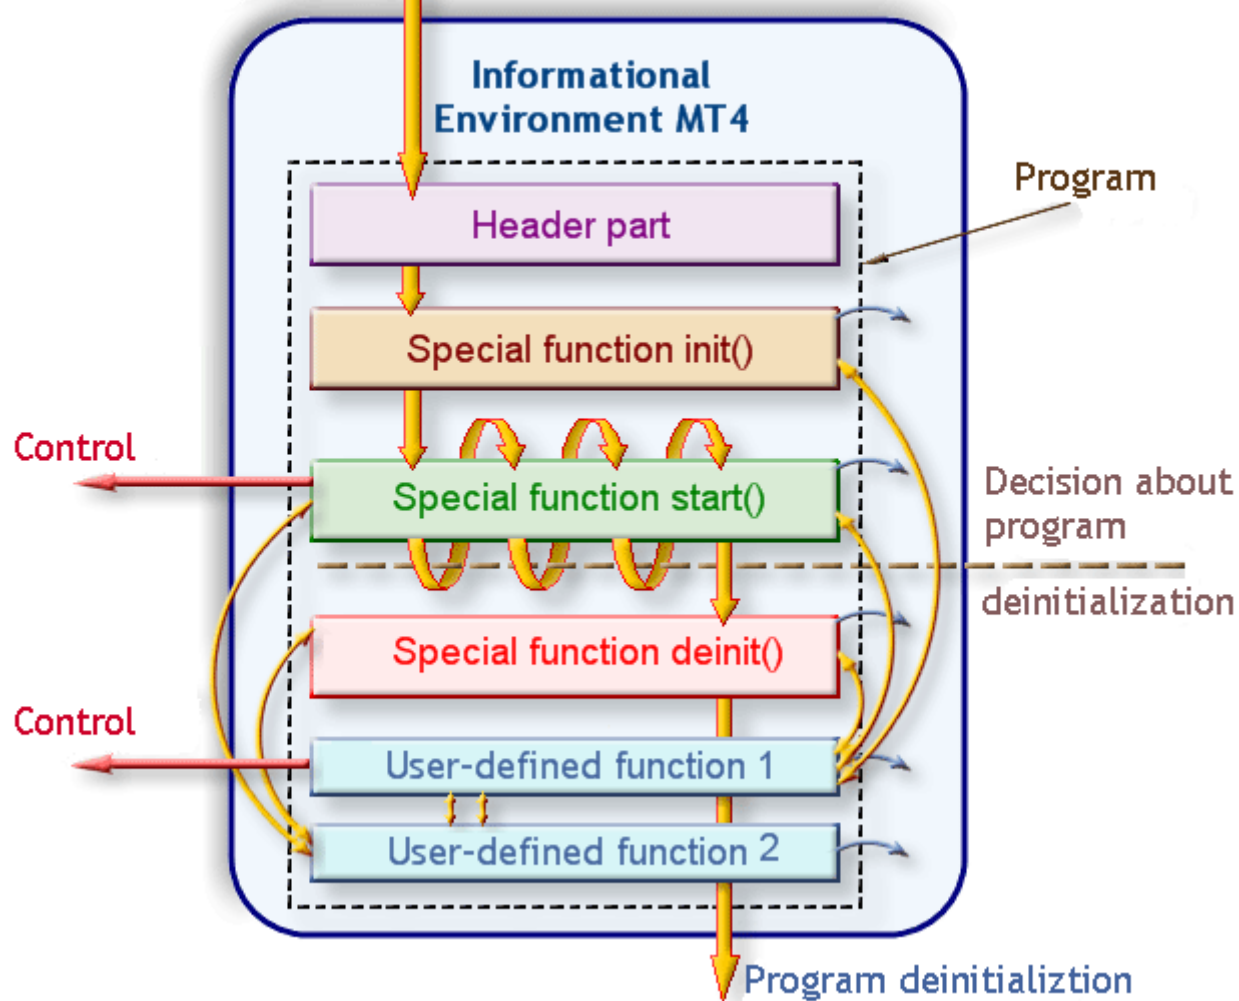 Informational
Environment MT4
Program
Header part
Special function init()
Control
Special function start()
Decision about
program
deinitialization
Special function deinit()
Control
User-defined function 1
User-defined function 2
Program deinitializtion